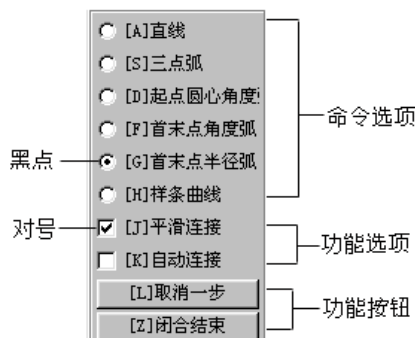 [A]直线
[S]三点弧
[D]起点圆心角度
[F]首末点角度弧
命令选项
黑点
[G]首末点半径弧
[H]样条曲线
对号
[J]平滑连接
功能选项
[K]自动连接
[L]取消一步
功能按钮
[Z]闭合结束